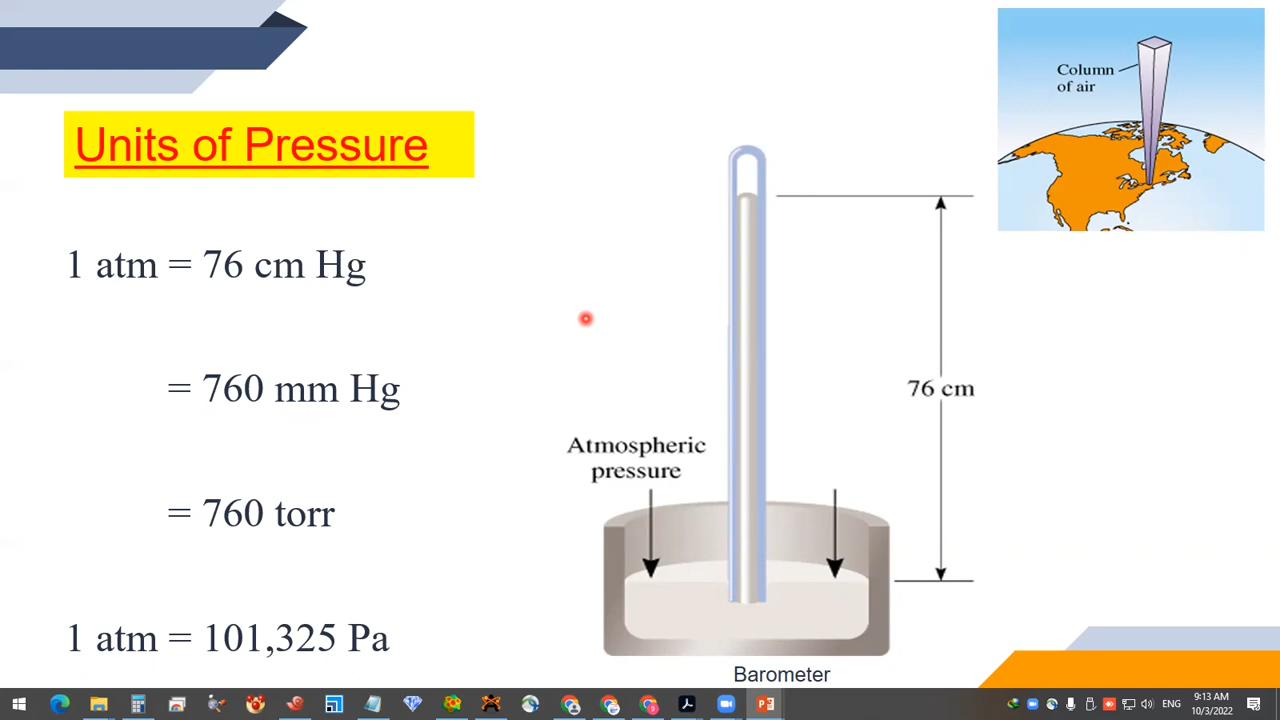 Units of Pressure
1 atm = 76 cm Hg
= 760 mm Hg
= 760 torr
1 atm = 101,325 Pa
Column
of air
76 cm
Atmospheric
pressure
Barometer
ENG
9:13 AM
10/3/2022